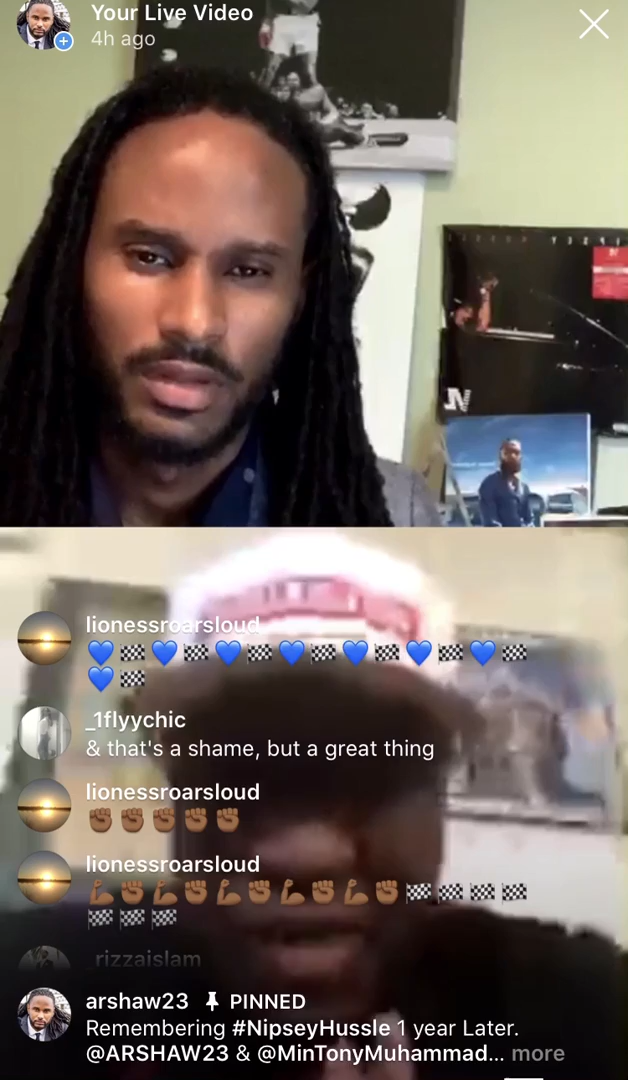 Your Live Video
4h ago
lionessroarsloud
💙🏁💙🏁💙🏁💙🏁💙🏁💙🏁💙🏁
💙🏁
_1flyychic
& that's a shame, but a great thing
lionessroarsloud
✊🏾✊🏾✊🏾✊🏾✊🏾
lionessroarsloud
💪🏾✊🏾💪🏾✊🏾💪🏾✊🏾💪🏾✊🏾💪🏾✊🏾🏁🏁🏁🏁
🏁🏁🏁
_rizzaislam
arshaw23 📌 PINNED
Remembering #NipseyHussle 1 year Later.
@ARSHAW23 & @MinTonyMuhammad... more